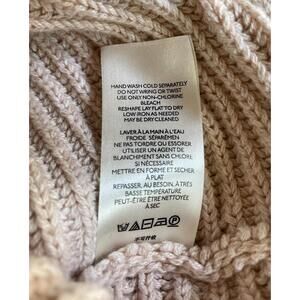 HAND WASH COLD SEPARATELY
DO NOT WRING OR TWIST
USE ONLY NON-CHLORINE
BLEACH
RESHAPE LAY FLAT TO DRY
LOW IRON AS NEEDED
MAY BE DRYCLEANED
LAVER À LA MAIN À L'EAU
FROIDE SÉPARÉMEN
NE PAS TORDRE OU ESSORER
UTILISER UN AGENT DE
BLANCHIMENT SANS CHLORE
SI NÉCESSAIRE
METTRE EN FORME ET SÉCHER
À PLAT
REPASSER, AU BESOIN, À TRÈS
BASSE TEMPÉRATURE
PEUT-ÊTRE ÊTRE NETTOYÉE
À SEC
P